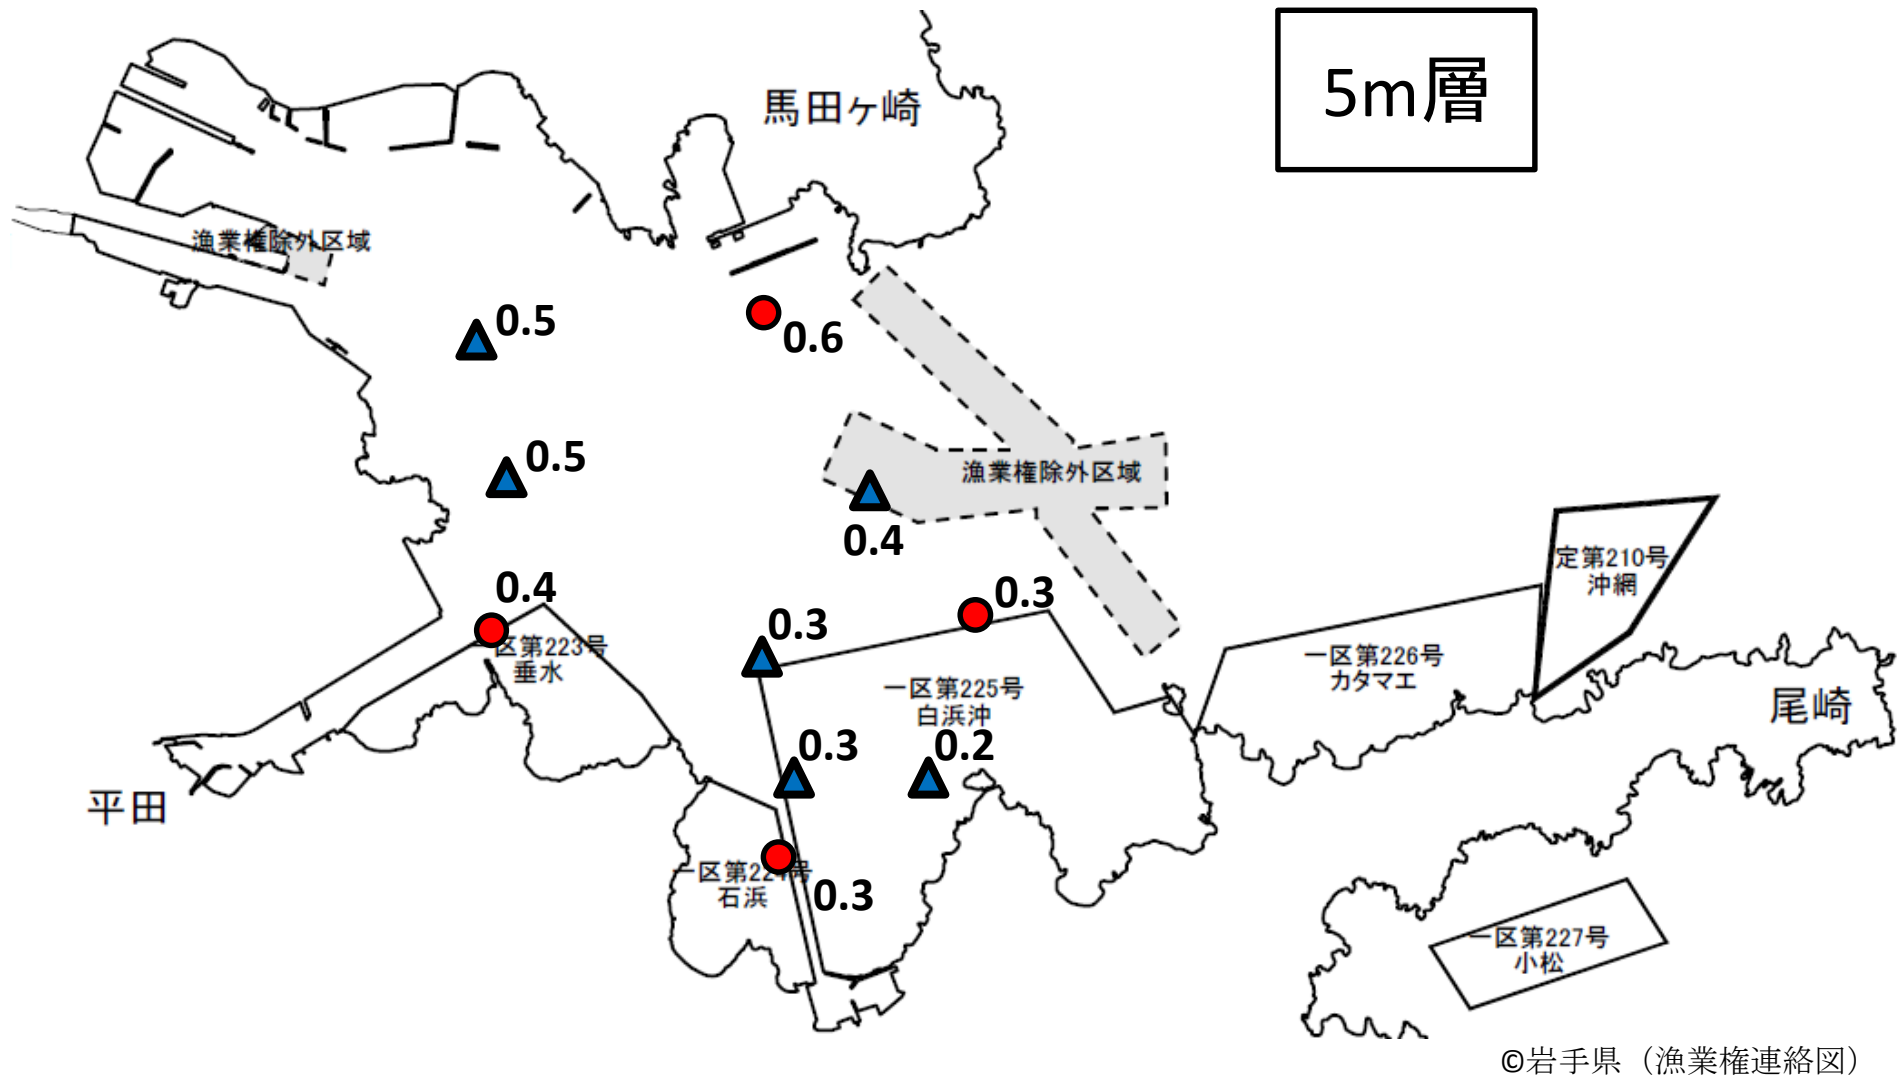 5m層
馬田ヶ崎
漁業権除外区域
0.5
0.6
0.5
漁業権除外区域
0.4
定第210号
沖網
0.4
0.3
0.3
一区第223号
垂水
一区第225号
白浜沖
一区第226号
カタマエ
尾崎
0.3
0.2
平田
一区第224号
石浜
0.3
一区第227号
小松
©岩手県（漁業権連絡図）